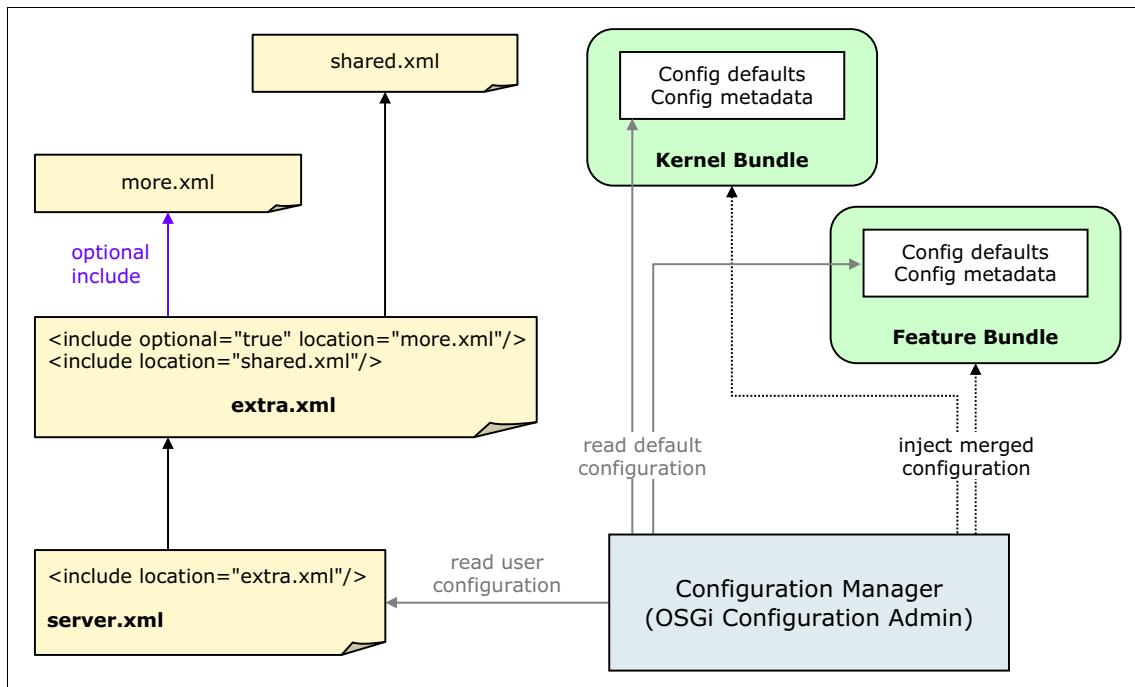 shared.xml
Config defaults
Config metadata
Kernel Bundle
more.xml
optional
include
Config defaults
Config metadata
Feature Bundle
<include optional="true" location="more.xml"/>
<include location="shared.xml"/>
extra.xml
read default
configuration
inject merged
configuration
<include location="extra.xml"/>
server.xml
read user
configuration
Configuration Manager
(OSGi Configuration Admin)